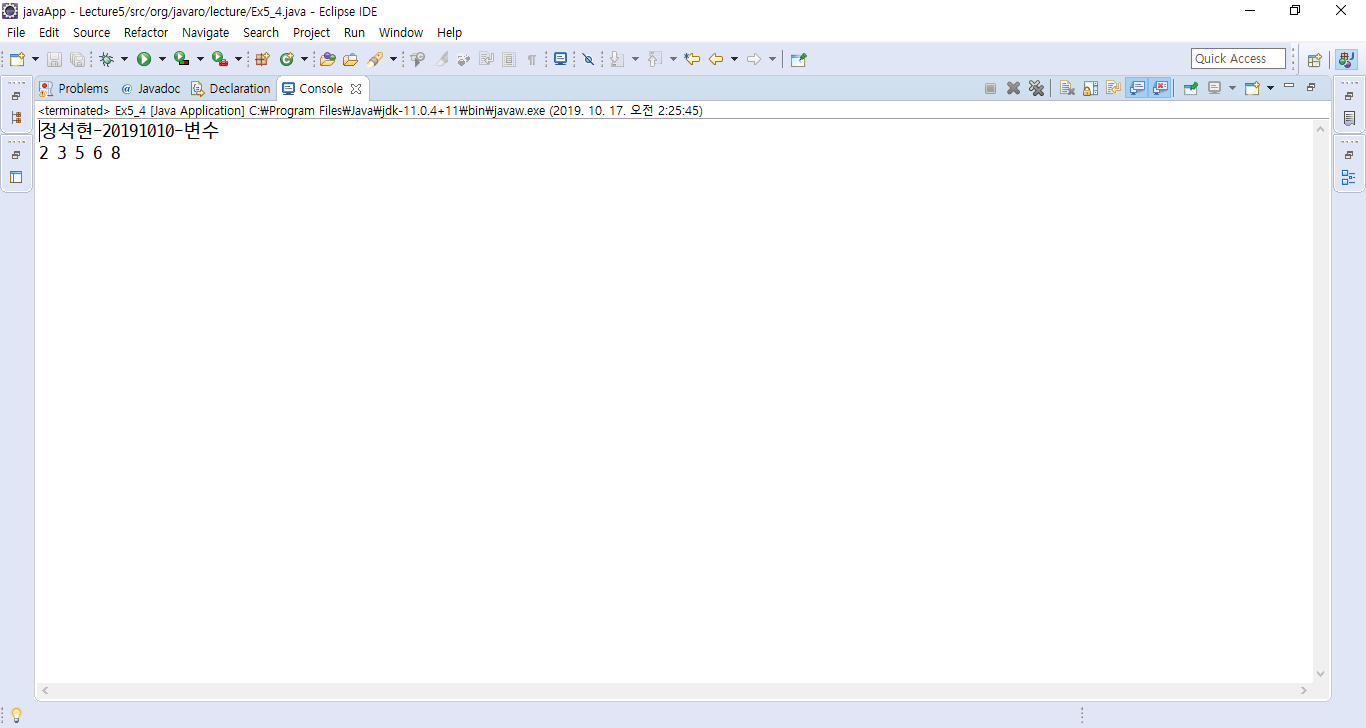 javaApp - Lecture5/src/org/javaro/lecture/Ex5_4.java - Eclipse IDE
File Edit Source Refactor Navigate Search Project Run Window Help
Quick Access
Problems @ Javadoc Declaration Console
<terminated> Ex5_4 [Java Application] C:₩Program Files₩Java₩jdk-11.0.4+11₩bin₩javaw.exe (2019. 10. 17. 오전 2:25:45)
정석현-20191010-변수
2 3 5 6 8